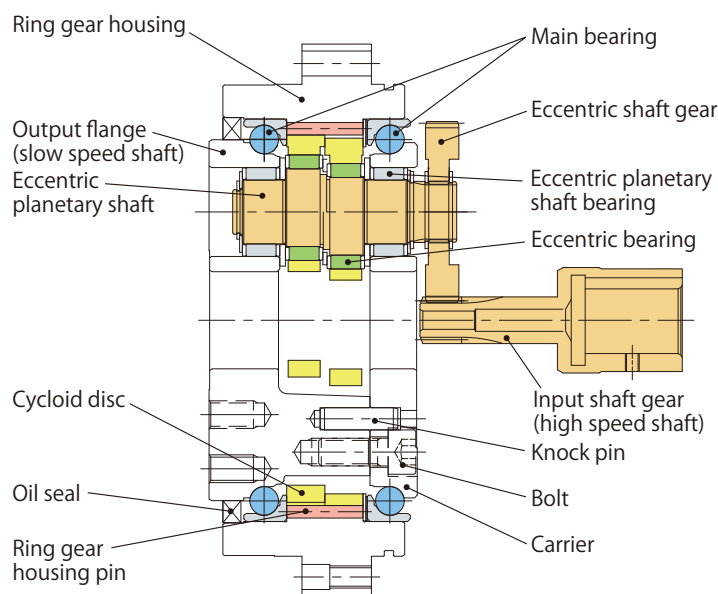 Ring gear housing
Main bearing
Eccentric shaft gear
Output flange
(slow speed shaft)
Eccentric
planetary shaft
Eccentric planetary
shaft bearing
Eccentric bearing
Cycloid disc
Input shaft gear
(high speed shaft)
Knock pin
Oil seal
Bolt
Ring gear
housing pin
Carrier